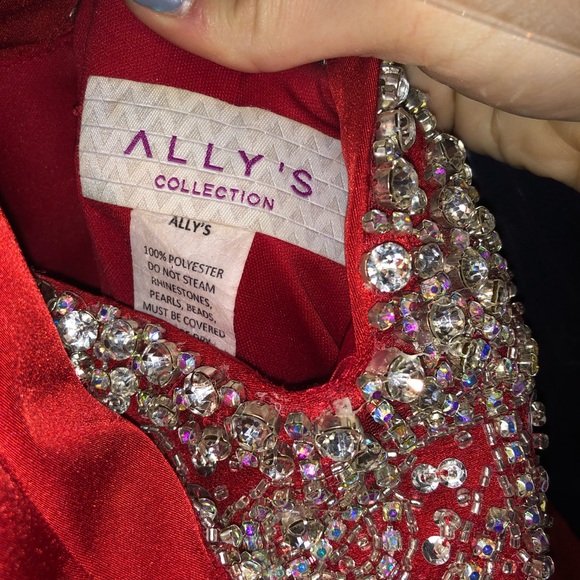 ALLY'S
COLLECTION
ALLY'S
100% POLYESTER
DO NOT STEAM
RHINESTONES,
PEARLS, BEADS,
MUST BE COVERED